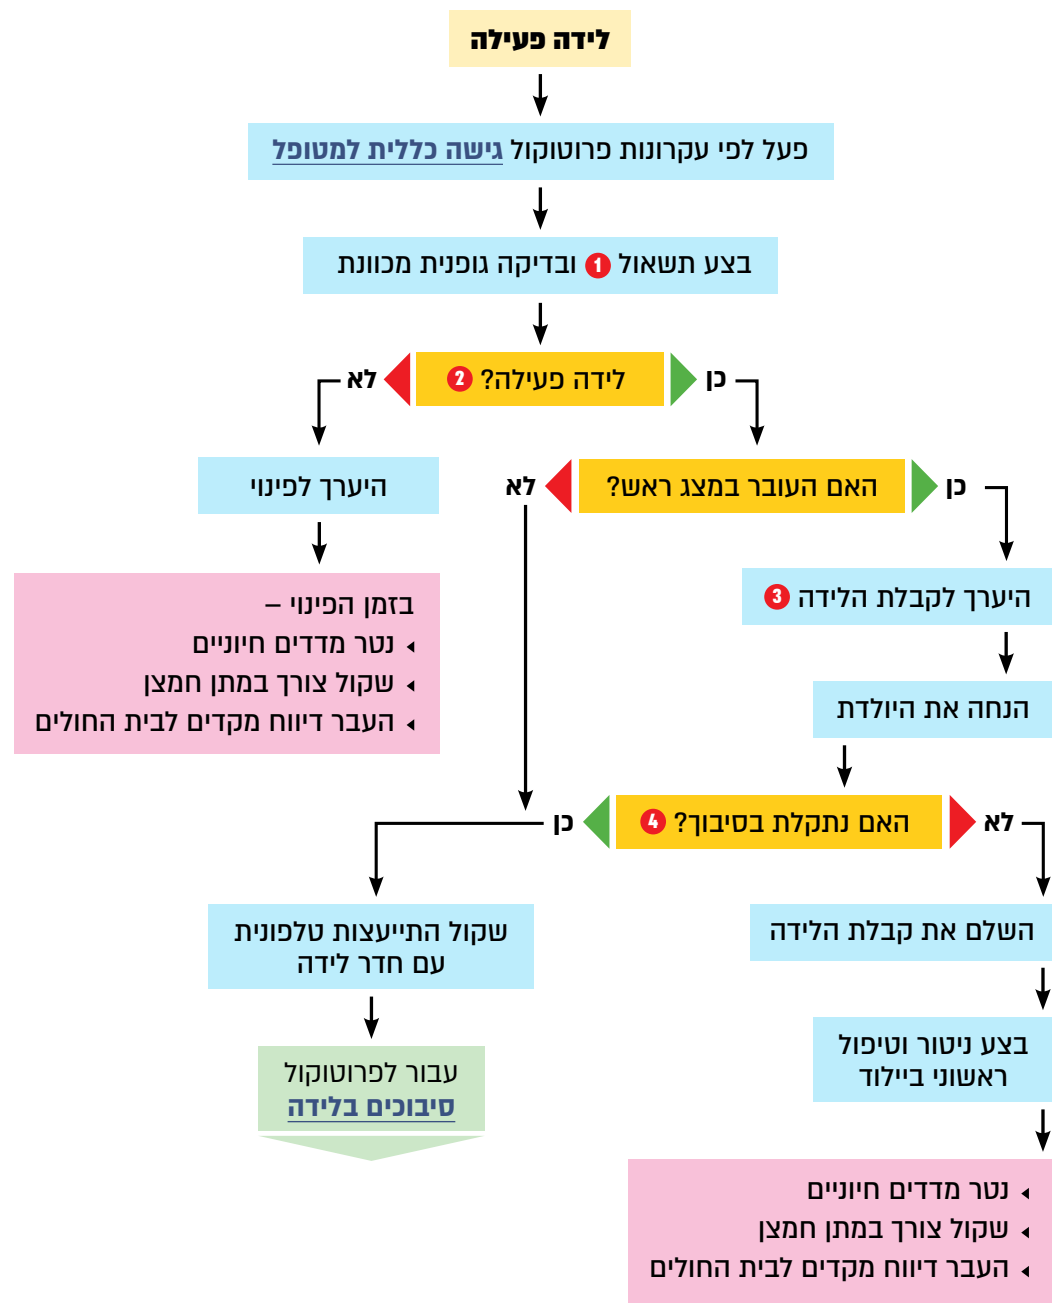 לידה פעילה
פעל לפי עקרונות פרוטוקול גישה כללית למטופל
בצע תשאול 1 ובדיקה גופנית מכוונת
לידה פעילה? 2
כן
לא
היערך לפינוי
בזמן הפינוי –
נטר מדדים חיוניים
שקול צורך במתן חמצן
העבר דיווח מקדים לבית החולים
האם העובר במצג ראש?
כן
לא
היערך לקבלת הלידה 3
הנחה את היולדת
האם נתקלת בסיבוך? 4
לא
כן
שקול התייעצות טלפונית
עם חדר לידה
עבור לפרוטוקול
סיבוכים בלידה
השלם את קבלת הלידה
בצע ניטור וטיפול
ראשוני ביילוד
נטר מדדים חיוניים
שקול צורך במתן חמצן
העבר דיווח מקדים לבית החולים